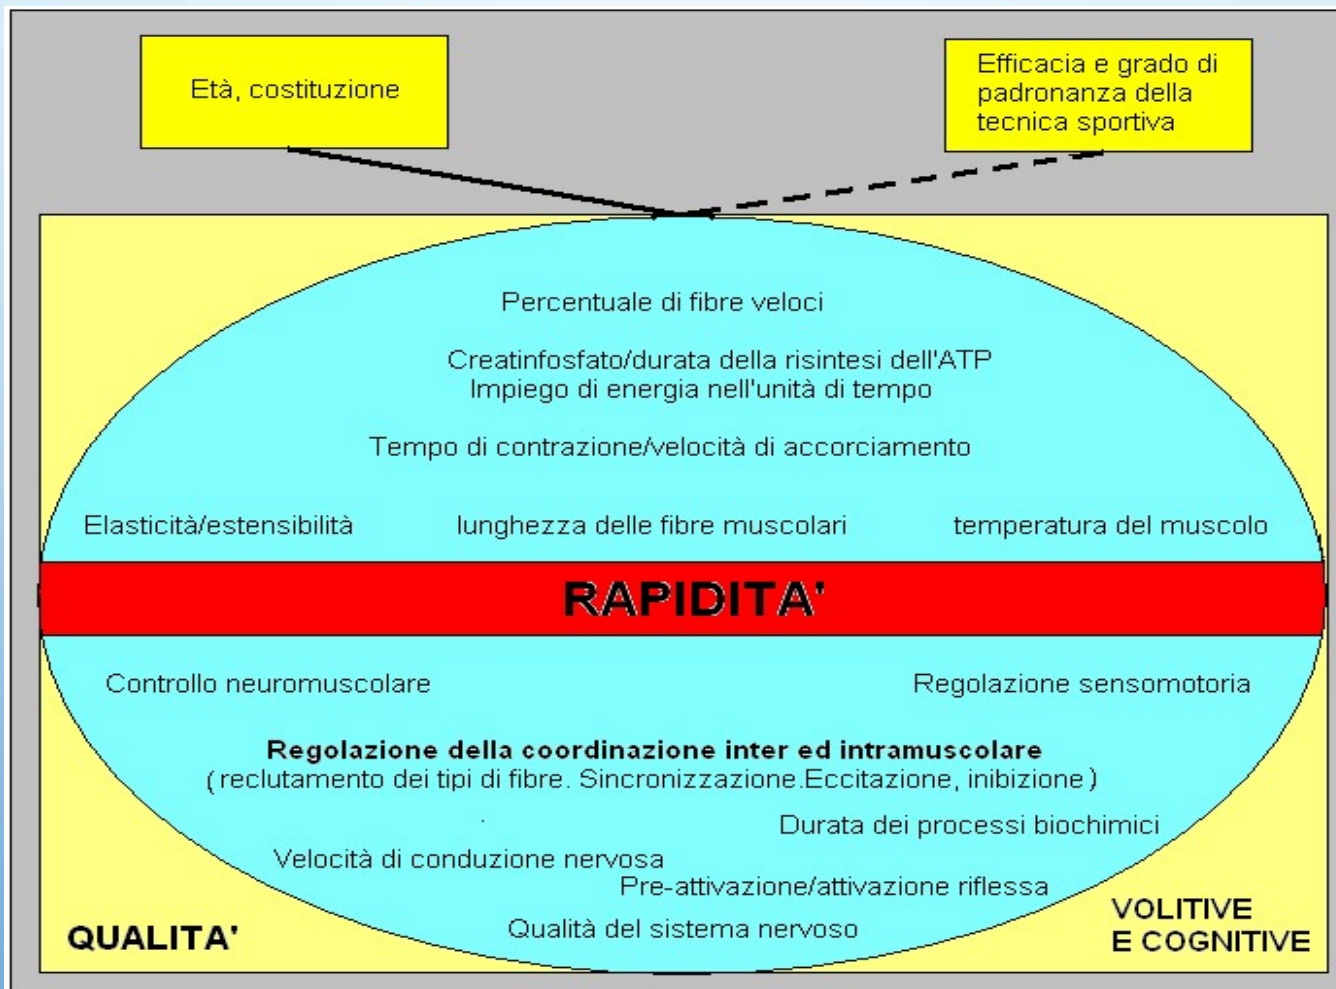 Età, costituzione
Efficacia e grado di
padronanza della
tecnica sportiva
Percentuale di fibre veloci
Creatinfosfato/durata della risintesi dell'ATP
Impiego di energia nell'unità di tempo
Tempo di contrazione/velocità di accorciamento
Elasticità/estensibilità
lunghezza delle fibre muscolari
temperatura del muscolo
RAPIDITA'
Controllo neuromuscolare
Regolazione sensomotoria
Regolazione della coordinazione inter ed intramuscolare
( reclutamento dei tipi di fibre. Sincronizzazione.Eccitazione, inibizione )
Durata dei processi biochimici
Velocità di conduzione nervosa
Pre-attivazione/attivazione riflessa
Qualità del sistema nervoso
QUALITA'
VOLITIVE
E COGNITIVE